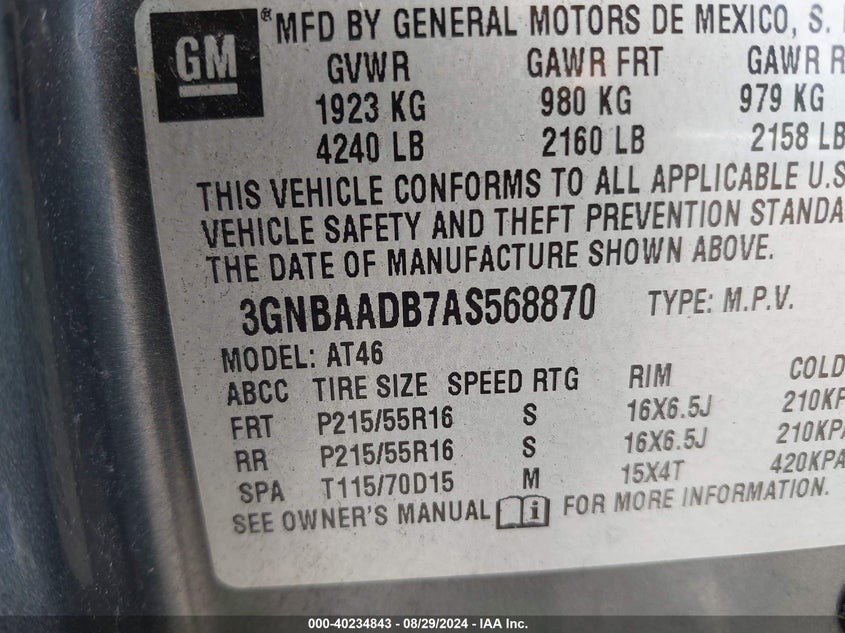 GM
®MFD BY GENERAL MOTORS DE MEXICO, S.
GVWR GAWR FRT GAWR R
1923 KG 980 KG 979 KG
4240 LB 2160 LB 2158 LB
THIS VEHICLE CONFORMS TO ALL APPLICABLE U.S
VEHICLE SAFETY AND THEFT PREVENTION STANDA
THE DATE OF MANUFACTURE SHOWN ABOVE.
3GNBAADB7AS568870 TYPE: M.P.V.
MODEL: AT46
ABCC TIRE SIZE SPEED RTG RIM COLD
FRT P215/55R16 S 16X6.5J 210KP
RR P215/55R16 S 16X6.5J 210KPA
SPA T115/70D15 M 15X4T 420KPA
SEE OWNER'S MANUAL i FOR MORE INFORMATION.
000-40234843 - 08/29/2024 - IAA Inc.